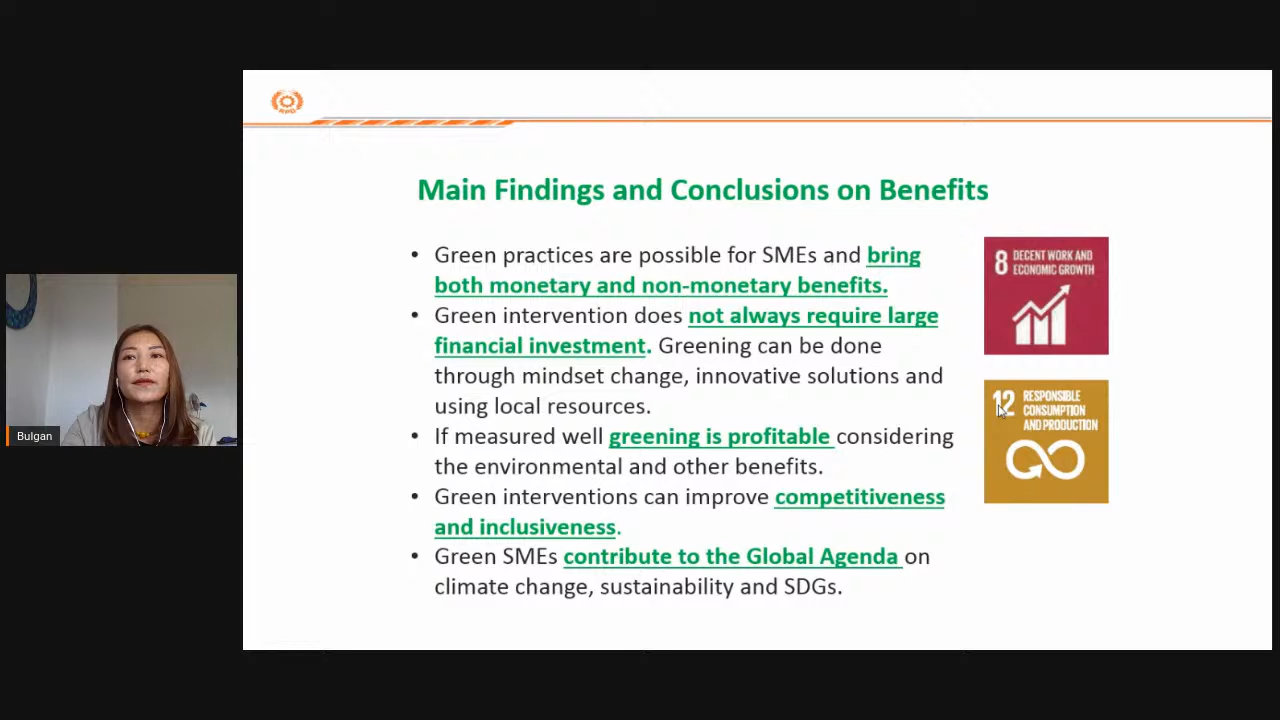 APO
Main Findings and Conclusions on Benefits
• Green practices are possible for SMEs and bring
both monetary and non-monetary benefits.
• Green intervention does not always require large
financial investment. Greening can be done
through mindset change, innovative solutions and
using local resources.
• If measured well greening is profitable considering
the environmental and other benefits.
• Green interventions can improve competitiveness
and inclusiveness.
• Green SMEs contribute to the Global Agenda on
climate change, sustainability and SDGs.
8 DECENT WORK AND
ECONOMIC GROWTH
12 RESPONSIBLE
CONSUMPTION
AND PRODUCTION
Bulgan